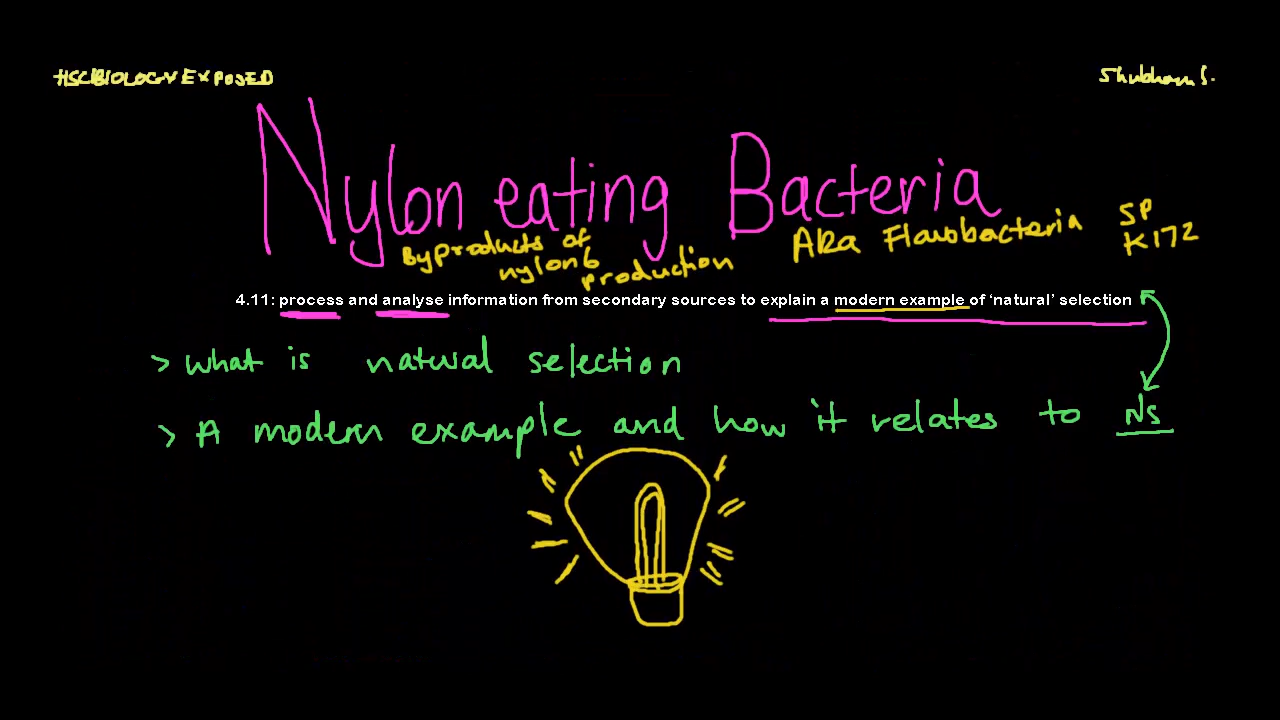 HSCBIOLOGY EXPOSED
Shubham S.
Nylon eating Bacteria
Byproducts of
nylon6
production
AKA Flavobacteria
SP
K172
4.11: process and analyse information from secondary sources to explain a modern example of ‘natural’ selection
> what is natural selection
> A modern example and how it relates to NS